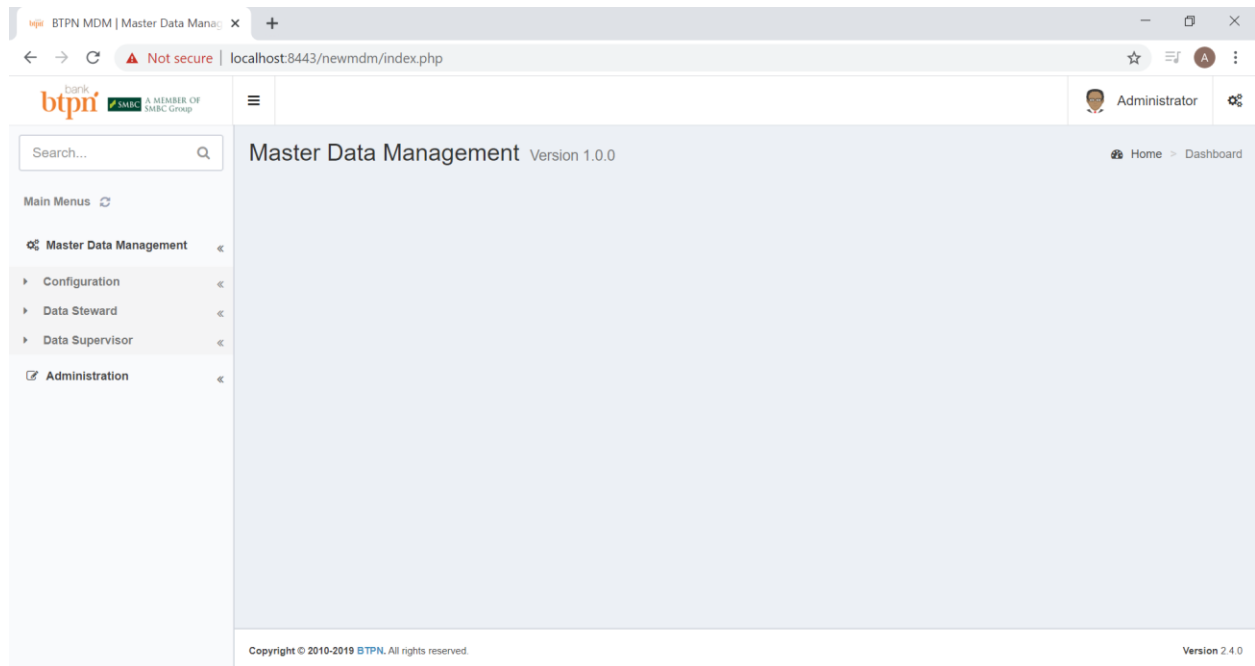 btpn BTPN MDM | Master Data Manag
Not secure | localhost:8443/newmdm/index.php
A
bank
btpn SMBC A MEMBER OF
SMBC Group
Administrator
Search...
Master Data Management Version 1.0.0
Home > Dashboard
Main Menus
Master Data Management
Configuration
Data Steward
Data Supervisor
Administration
Copyright © 2010-2019 BTPN. All rights reserved.
Version 2.4.0